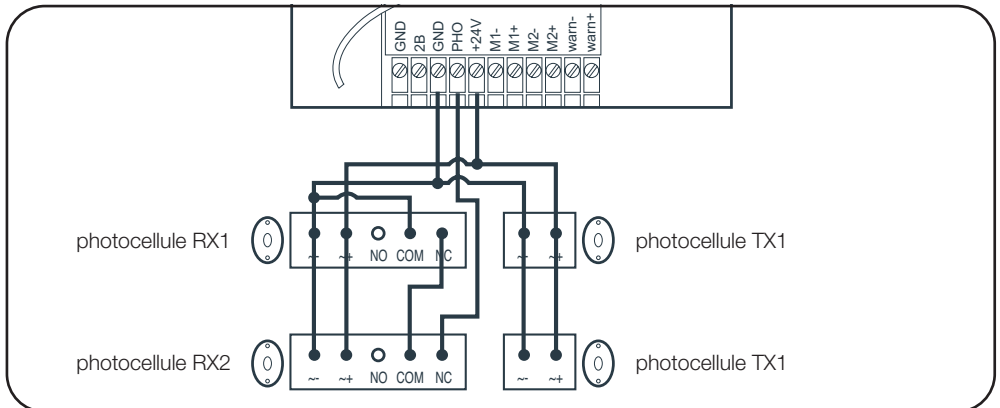 GND 2B GND PHO +24V M1- M1+ M2- M2+ warn- warn+
photocellule RX1
~- ~+ NO COM NC
~- ~+
photocellule TX1
photocellule RX2
~- ~+ NO COM NC
~- ~+
photocellule TX1